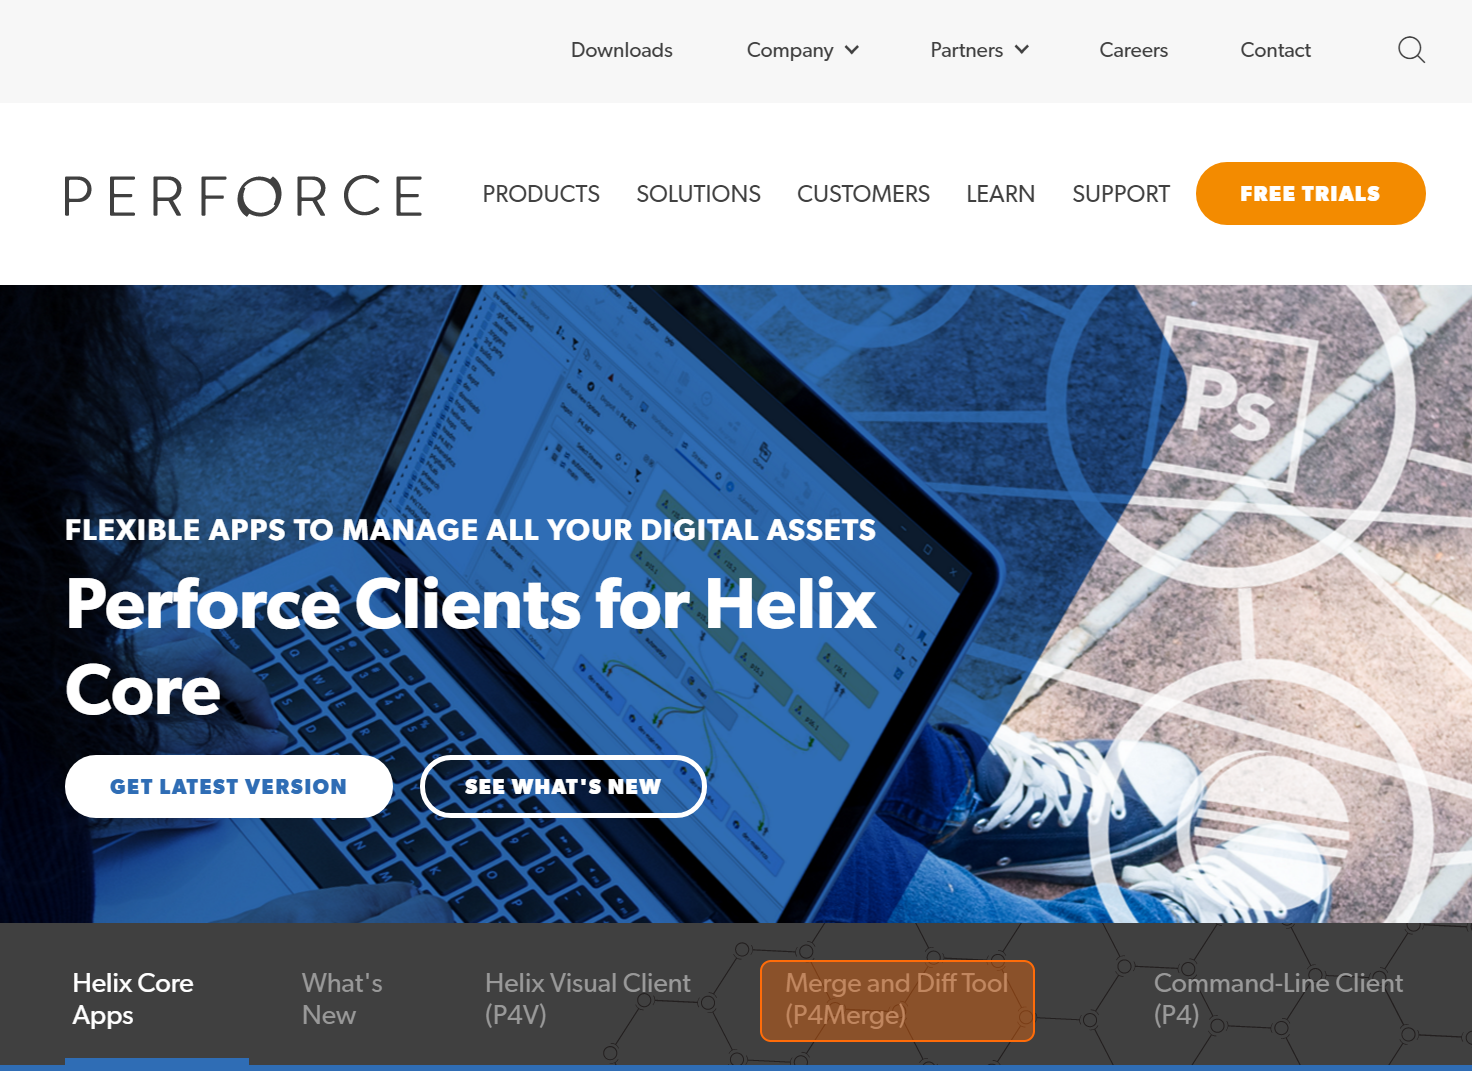 Downloads
Company
Partners
Careers
Contact
PERFORCE
PRODUCTS
SOLUTIONS
CUSTOMERS
LEARN
SUPPORT
FREE TRIALS
Ps
FLEXIBLE APPS TO MANAGE ALL YOUR DIGITAL ASSETS
Perforce Clients for Helix
Core
GET LATEST VERSION
SEE WHAT'S NEW
Helix Core
Apps
What's
New
Helix Visual Client
(P4V)
Merge and Diff Tool
(P4Merge)
Command-Line Client
(P4)